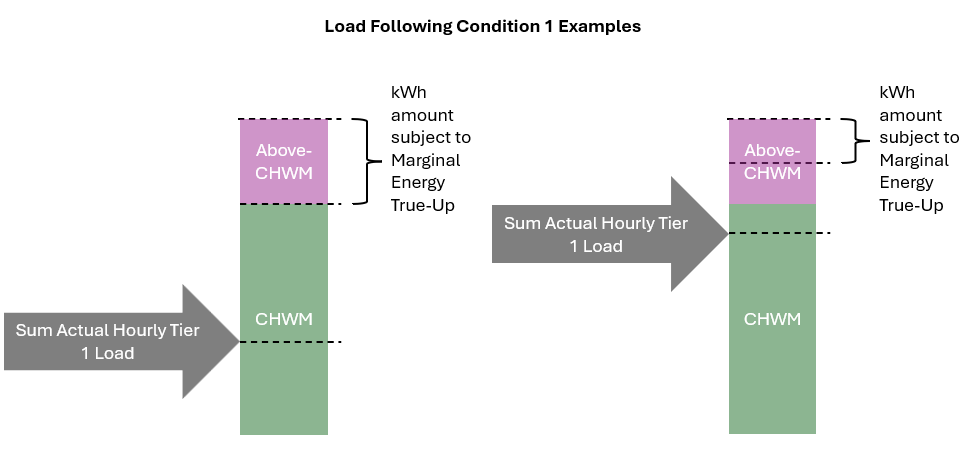 Load Following Condition 1 Examples
kWh
amount
subject to
Marginal
Energy
True-Up
Above-
CHWM
CHWM
Sum Actual Hourly Tier
1 Load
kWh
amount
subject to
Marginal
Energy
True-Up
Above-
CHWM
Sum Actual Hourly Tier
1 Load
CHWM